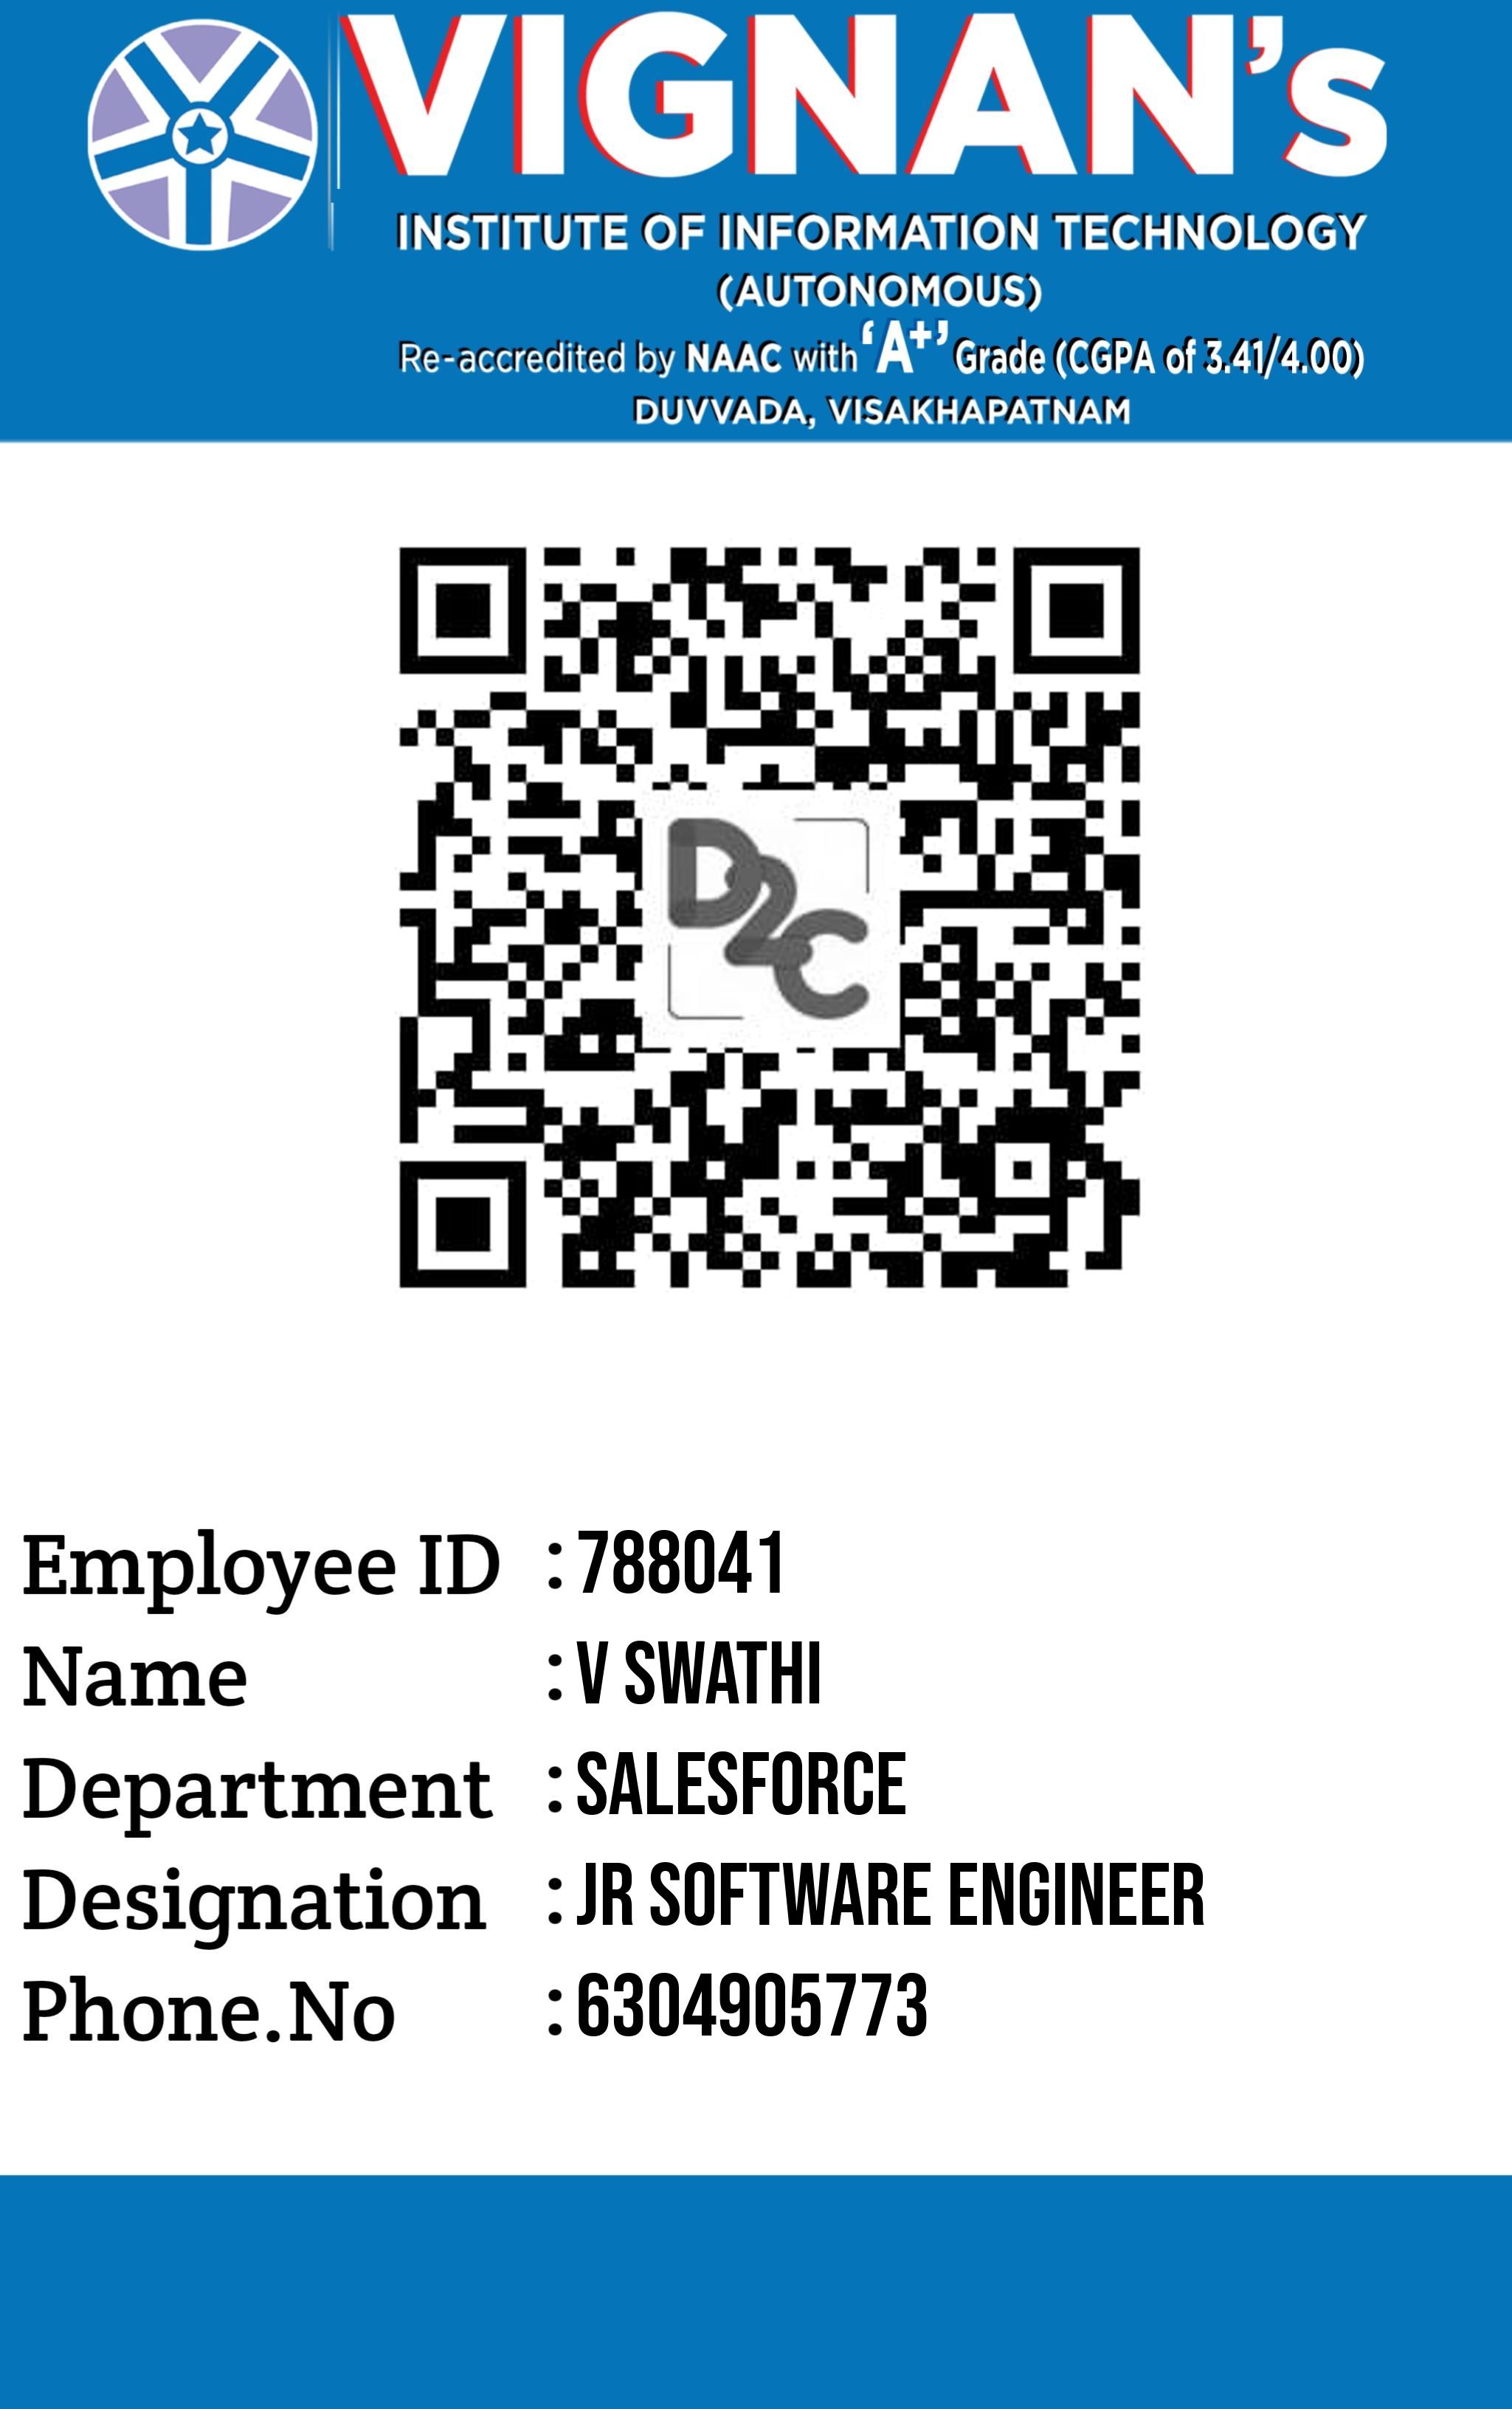 VIGNAN's
INSTITUTE OF INFORMATION TECHNOLOGY
(AUTONOMOUS)
Re-accredited by NAAC with 'A+' Grade (CGPA of 3.41/4.00)
DUVVADA, VISAKHAPATNAM
D2C
Employee ID : 788041
Name : V SWATHI
Department : SALESFORCE
Designation : JR SOFTWARE ENGINEER
Phone.No : 6304905773